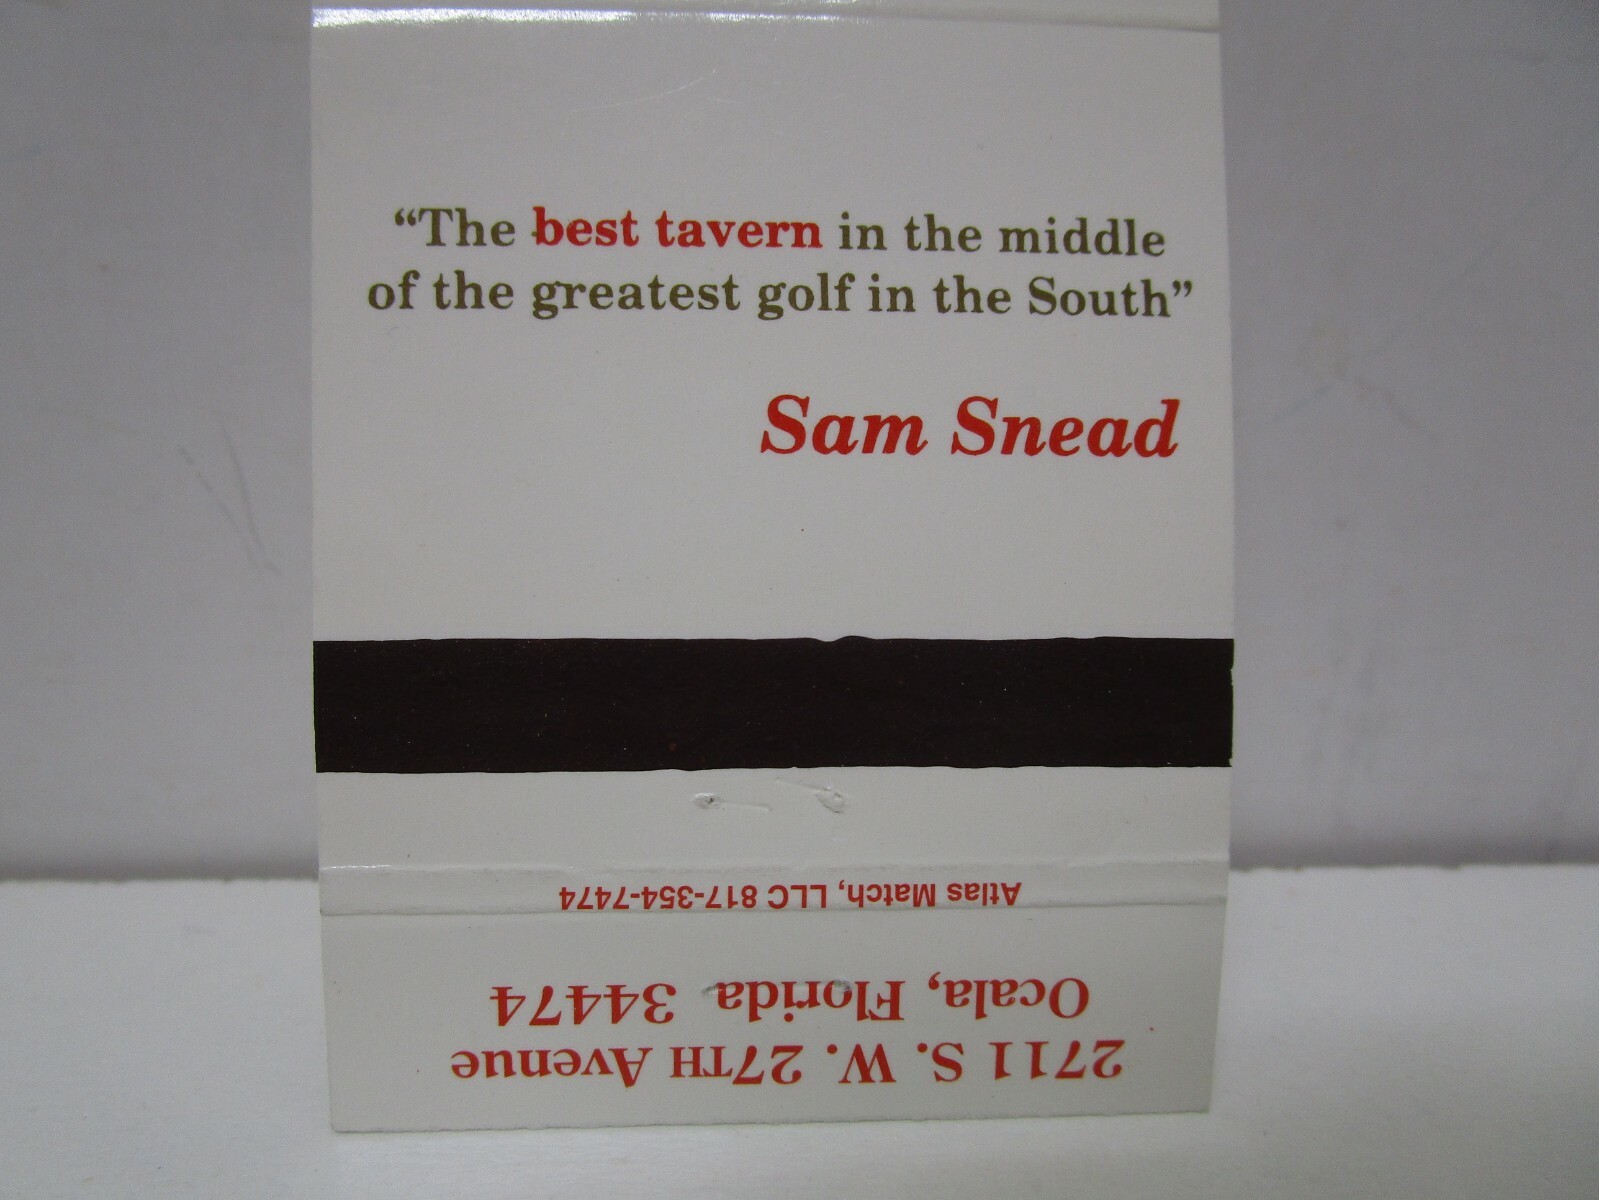 “The best tavern in the middle
of the greatest golf in the South”
Sam Snead
Atlas Match, LLC 817-354-7474
2711 S. W. 27TH Avenue
Ocala, Florida 34474